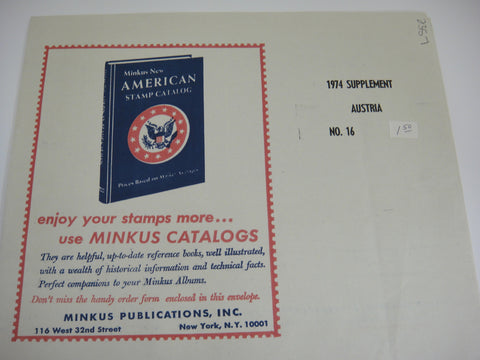 Minkus New
AMERICAN
STAMP CATALOG
Prices Based on
enjoy your stamps more...
use MINKUS CATALOGS
They are helpful, up-to-date reference books, well illustrated,
with a wealth of historical information and technical facts.
Perfect companions to your Minkus Albums.
Don't miss the handy order form enclosed in this envelope.
MINKUS PUBLICATIONS, INC.
116 West 32nd Street New York, N.Y. 10001
1974 SUPPLEMENT
AUSTRIA
NO. 16
1.50